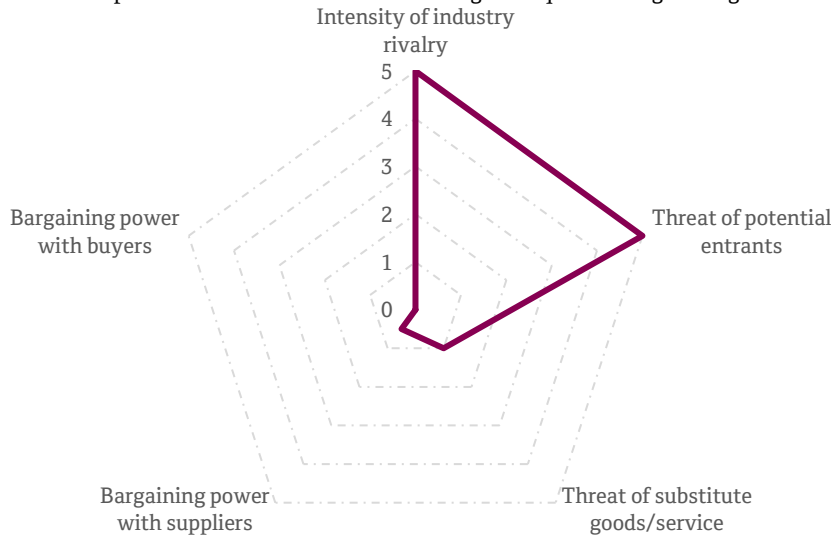 Intensity of industry
rivalry
5
4
3
2
1
0
Bargaining power
with buyers
Threat of potential
entrants
Bargaining power
with suppliers
Threat of substitute
goods/service